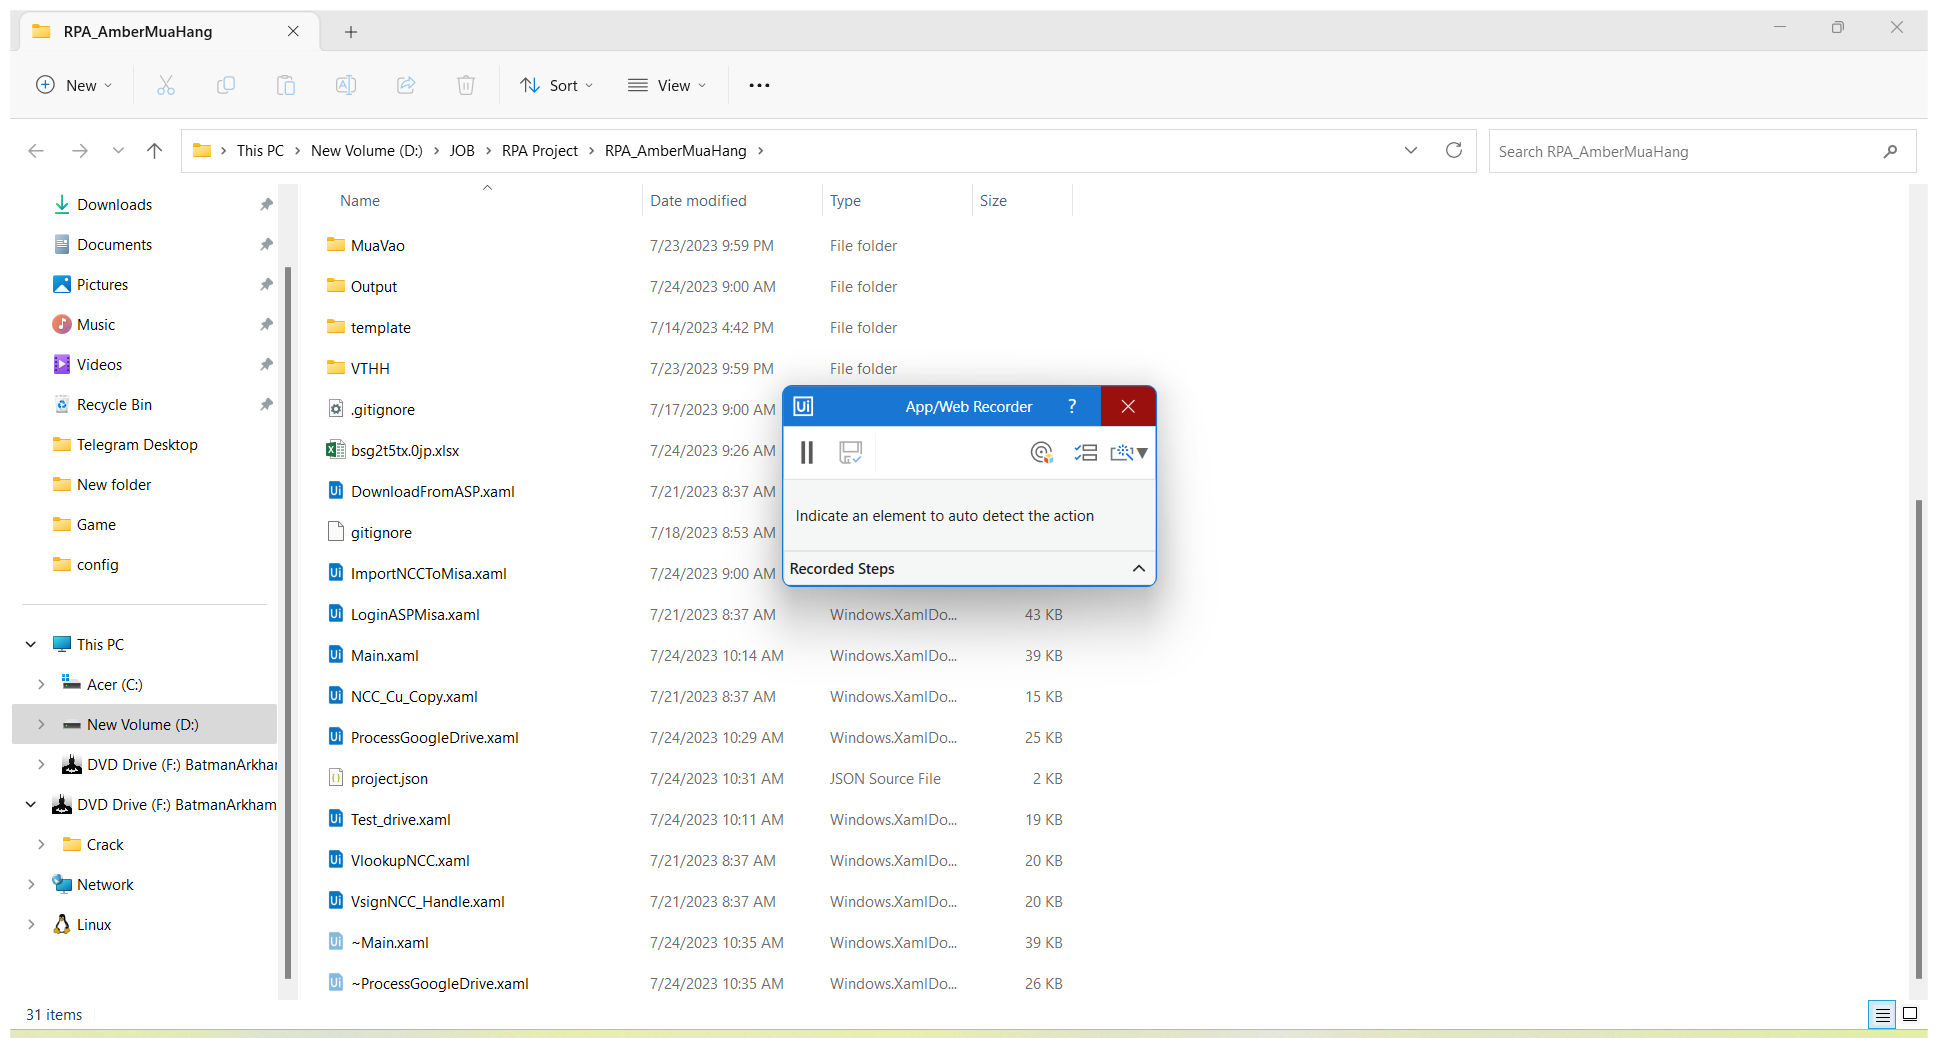 RPA_AmberMuaHang
New
Sort
View
This PC > New Volume (D:) > JOB > RPA Project > RPA_AmberMuaHang >
Search RPA_AmberMuaHang
Downloads
Documents
Pictures
Music
Videos
Recycle Bin
Telegram Desktop
New folder
Game
config
This PC
Acer (C:)
New Volume (D:)
DVD Drive (F:) BatmanArkhar
DVD Drive (F:) BatmanArkham
Crack
Network
Linux
Name Date modified Type Size
MuaVao 7/23/2023 9:59 PM File folder
Output 7/24/2023 9:00 AM File folder
template 7/14/2023 4:42 PM File folder
VTHH 7/23/2023 9:59 PM File folder
.gitignore 7/17/2023 9:00 AM
bsg2t5tx.0jp.xlsx 7/24/2023 9:26 AM
DownloadFromASP.xaml 7/21/2023 8:37 AM
gitignore 7/18/2023 8:53 AM
ImportNCCToMisa.xaml 7/24/2023 9:00 AM
LoginASPMisa.xaml 7/21/2023 8:37 AM Windows.XamlDo... 43 KB
Main.xaml 7/24/2023 10:14 AM Windows.XamlDo... 39 KB
NCC_Cu_Copy.xaml 7/21/2023 8:37 AM Windows.XamlDo... 15 KB
ProcessGoogleDrive.xaml 7/24/2023 10:29 AM Windows.XamlDo... 25 KB
project.json 7/24/2023 10:31 AM JSON Source File 2 KB
Test_drive.xaml 7/24/2023 10:11 AM Windows.XamlDo... 19 KB
VlookupNCC.xaml 7/21/2023 8:37 AM Windows.XamlDo... 20 KB
VsignNCC_Handle.xaml 7/21/2023 8:37 AM Windows.XamlDo... 20 KB
~Main.xaml 7/24/2023 10:35 AM Windows.XamlDo... 39 KB
~ProcessGoogleDrive.xaml 7/24/2023 10:35 AM Windows.XamlDo... 26 KB
Ui App/Web Recorder ?
Indicate an element to auto detect the action
Recorded Steps
31 items